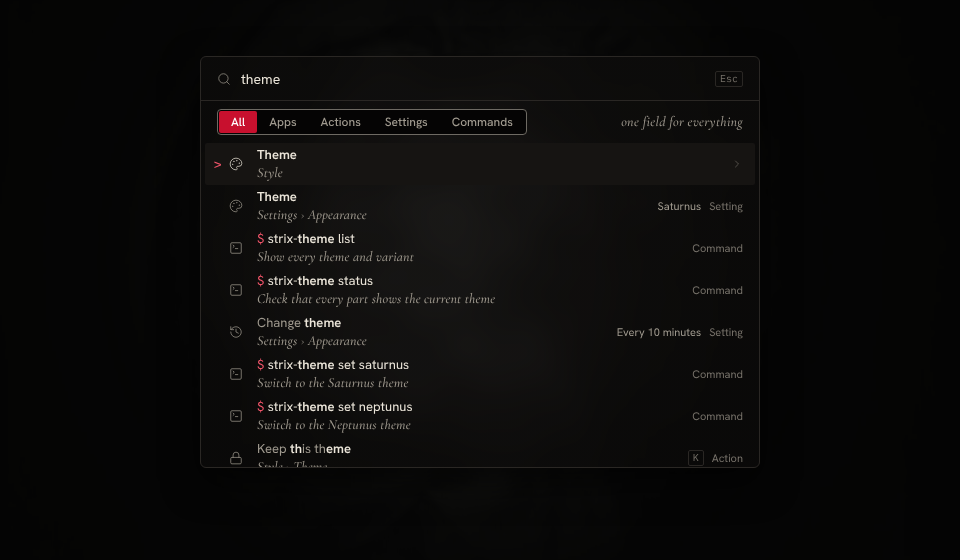 theme
Esc
All Apps Actions Settings Commands
one field for everything
> Theme
Style
Theme
Settings › Appearance
Saturnus Setting
$ strix-theme list
Show every theme and variant
Command
$ strix-theme status
Check that every part shows the current theme
Command
Change theme
Settings › Appearance
Every 10 minutes Setting
$ strix-theme set saturnus
Switch to the Saturnus theme
Command
$ strix-theme set neptunus
Switch to the Neptunus theme
Command
Keep this theme
Style › Theme
K Action